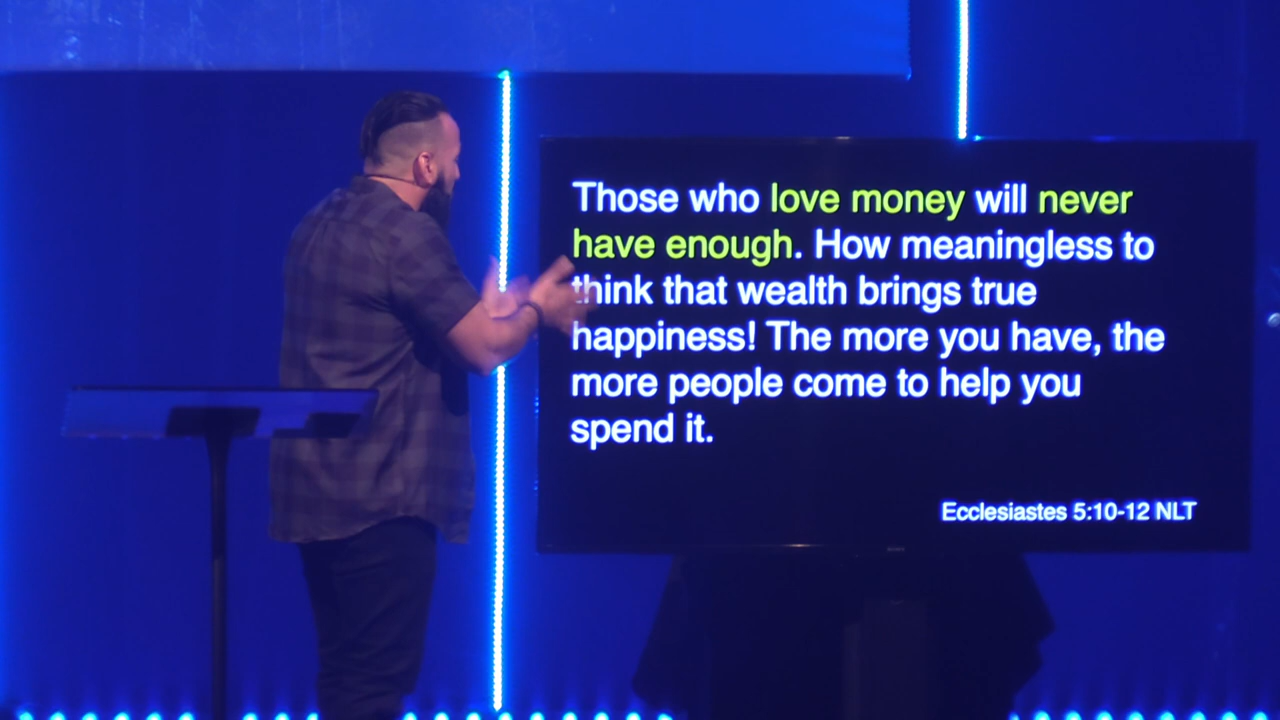 Those who love money will never
have enough. How meaningless to
think that wealth brings true
happiness! The more you have, the
more people come to help you
spend it.
Ecclesiastes 5:10-12 NLT